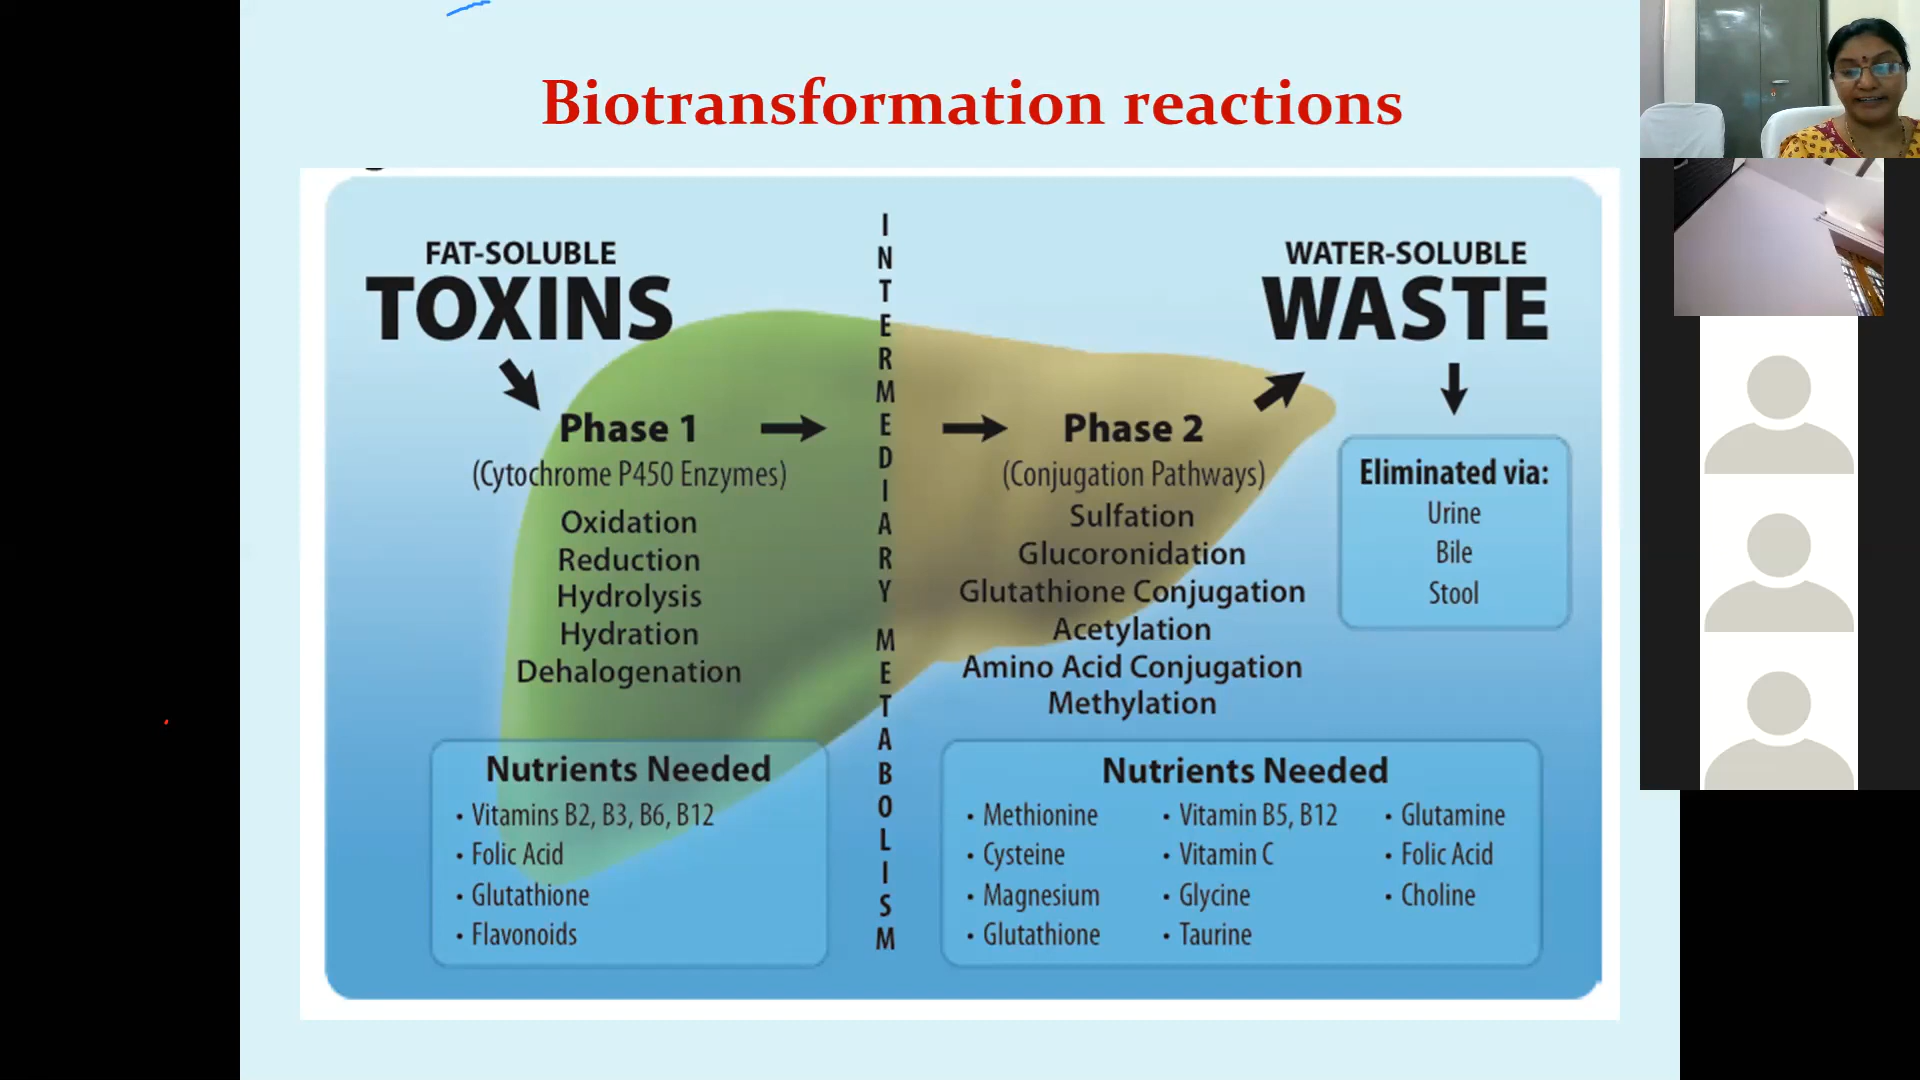 Biotransformation reactions
FAT-SOLUBLE
TOXINS
Phase 1
(Cytochrome P450 Enzymes)
Oxidation
Reduction
Hydrolysis
Hydration
Dehalogenation
Nutrients Needed
• Vitamins B2, B3, B6, B12
• Folic Acid
• Glutathione
• Flavonoids
INTERMEDIARY METABOLISM
Phase 2
(Conjugation Pathways)
Sulfation
Glucoronidation
Glutathione Conjugation
Acetylation
Amino Acid Conjugation
Methylation
Nutrients Needed
• Methionine
• Cysteine
• Magnesium
• Glutathione
• Vitamin B5, B12
• Vitamin C
• Glycine
• Taurine
• Glutamine
• Folic Acid
• Choline
WATER-SOLUBLE
WASTE
Eliminated via:
Urine
Bile
Stool